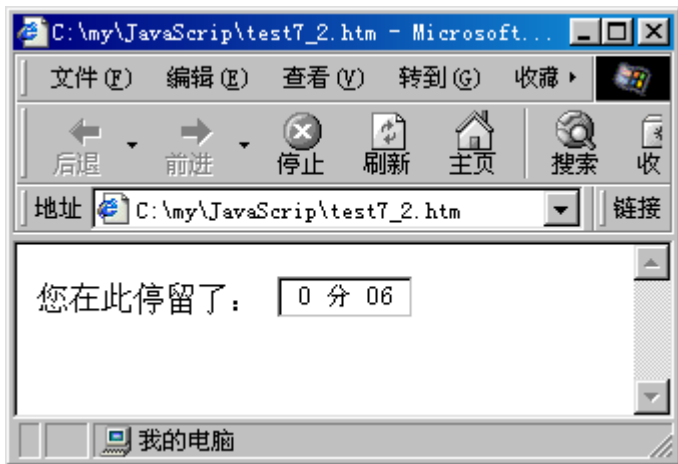 C:\my\JavaScrip\test7_2.htm - Microsoft...
文件(F) 编辑(E) 查看(V) 转到(G) 收藏
后退 前进 停止 刷新 主页 搜索 收
地址 C:\my\JavaScrip\test7_2.htm 链接
您在此停留了： 0 分 06
我的电脑